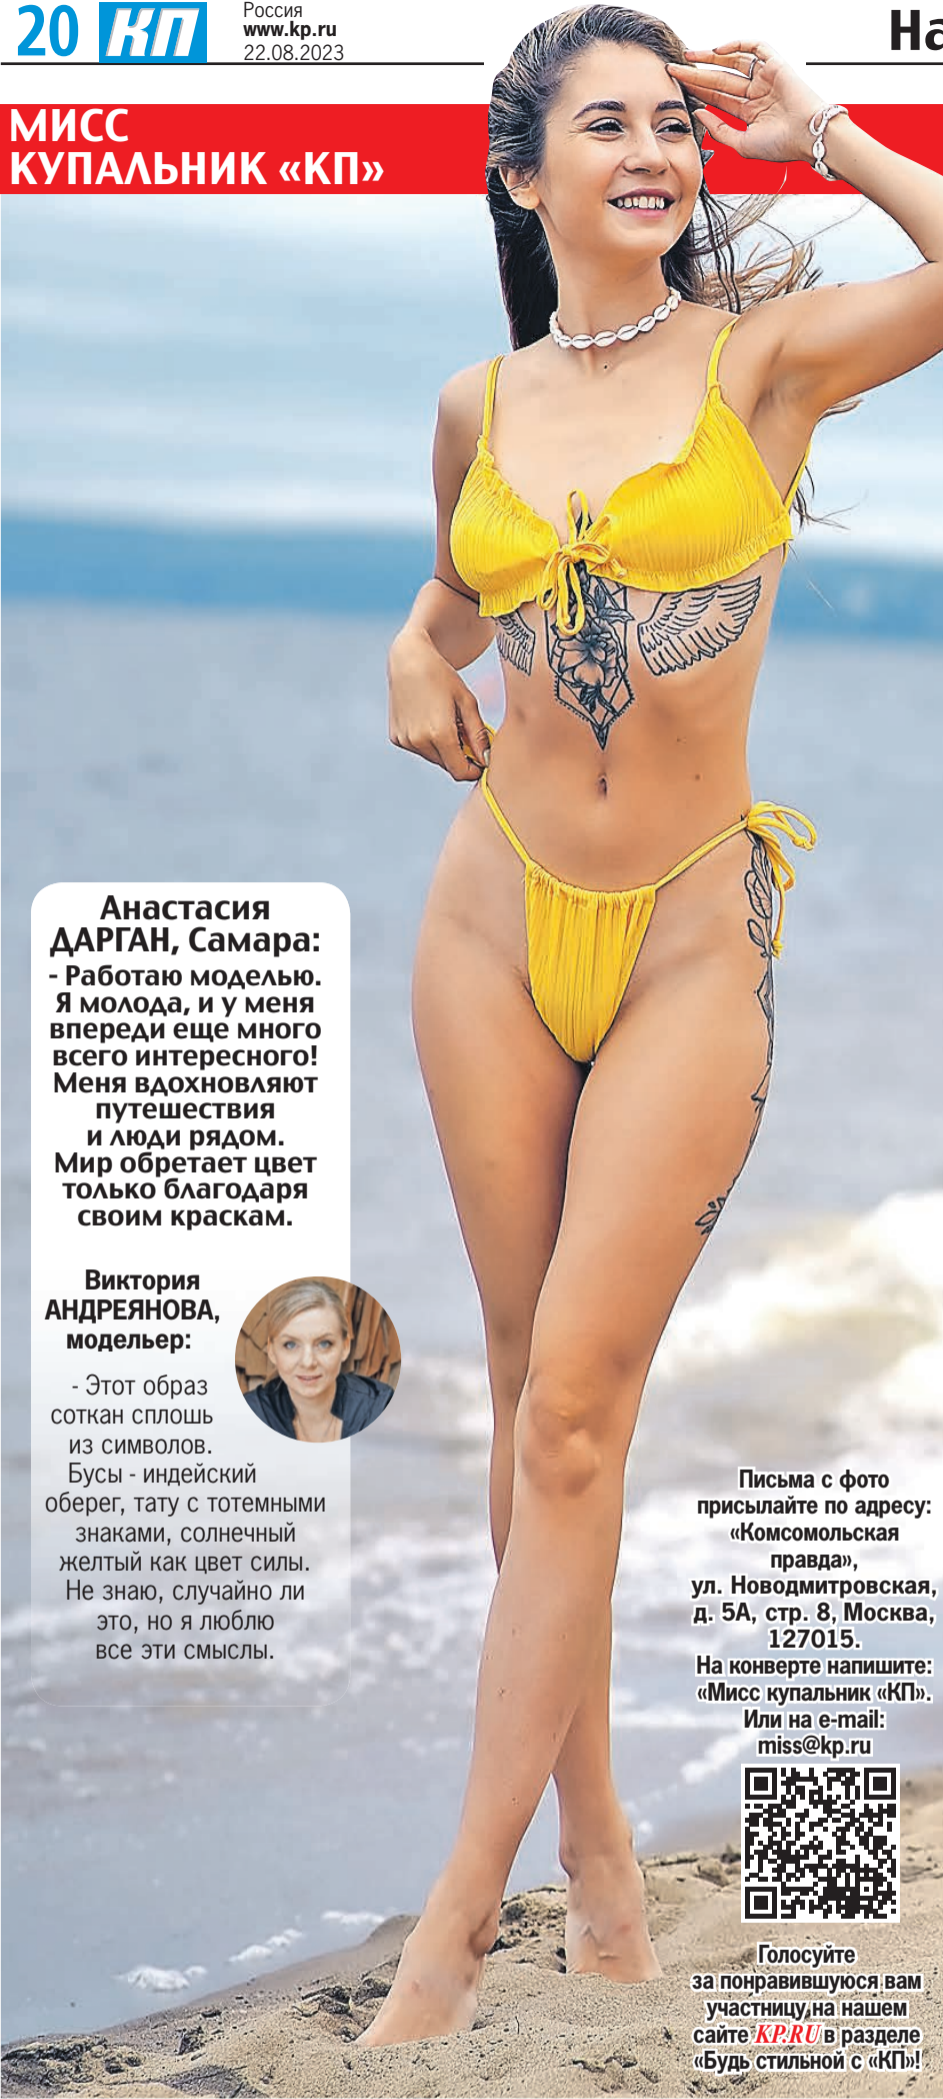 20 КП
Россия
www.kp.ru
22.08.2023
На
МИСС
КУПАЛЬНИК «КП»
Анастасия
ДАРГАН, Самара:
- Работаю моделью.
Я молода, и у меня
впереди еще много
всего интересного!
Меня вдохновляют
путешествия
и люди рядом.
Мир обретает цвет
только благодаря
своим краскам.
Виктория
АНДРЕЯНОВА,
модельер:
- Этот образ
соткан сплошь
из символов.
Бусы - индейский
оберег, тату с тотемными
знаками, солнечный
желтый как цвет силы.
Не знаю, случайно ли
это, но я люблю
все эти смыслы.
Письма с фото
присылайте по адресу:
«Комсомольская
правда»,
ул. Новодмитровская,
д. 5А, стр. 8, Москва,
127015.
На конверте напишите:
«Мисс купальник «КП».
Или на e-mail:
miss@kp.ru
Голосуйте
за понравившуюся вам
участницу на нашем
сайте KP.RU в разделе
«Будь стильной с «КП»!